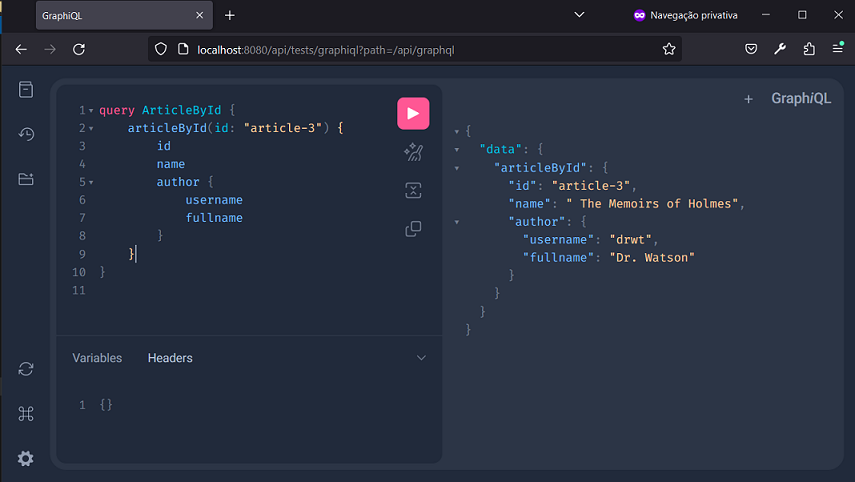 GraphiQL
Navegação privativa
localhost:8080/api/tests/graphiql?path=/api/graphql
1 query ArticleById {
2 articleById(id: "article-3") {
3 id
4 name
5 author {
6 username
7 fullname
8 }
9 }
10 }
11
Variables Headers
1 {}
+ GraphiQL
{
"data": {
"articleById": {
"id": "article-3",
"name": " The Memoirs of Holmes",
"author": {
"username": "drwt",
"fullname": "Dr. Watson"
}
}
}
}